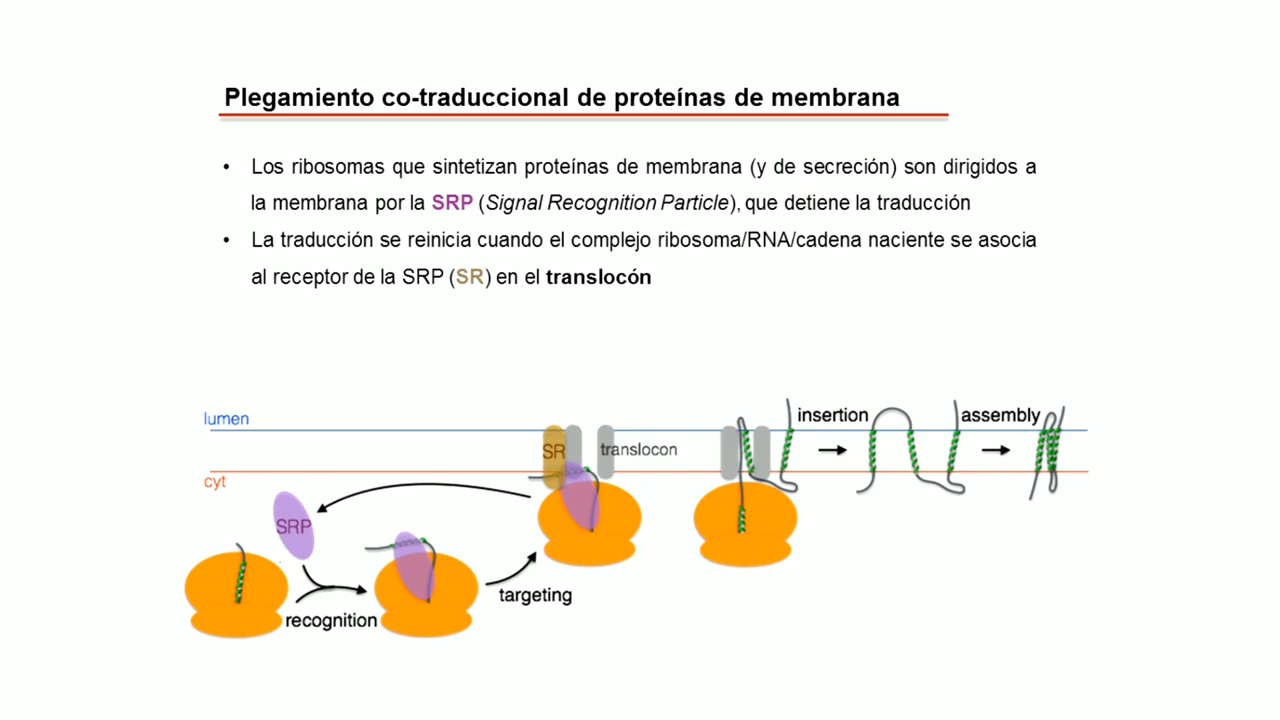 Plegamiento co-traduccional de proteínas de membrana
• Los ribosomas que sintetizan proteínas de membrana (y de secreción) son dirigidos a
la membrana por la SRP (Signal Recognition Particle), que detiene la traducción
• La traducción se reinicia cuando el complejo ribosoma/RNA/cadena naciente se asocia
al receptor de la SRP (SR) en el translocón
lumen
insertion
assembly
SR
translocon
cyt
SRP
targeting
recognition